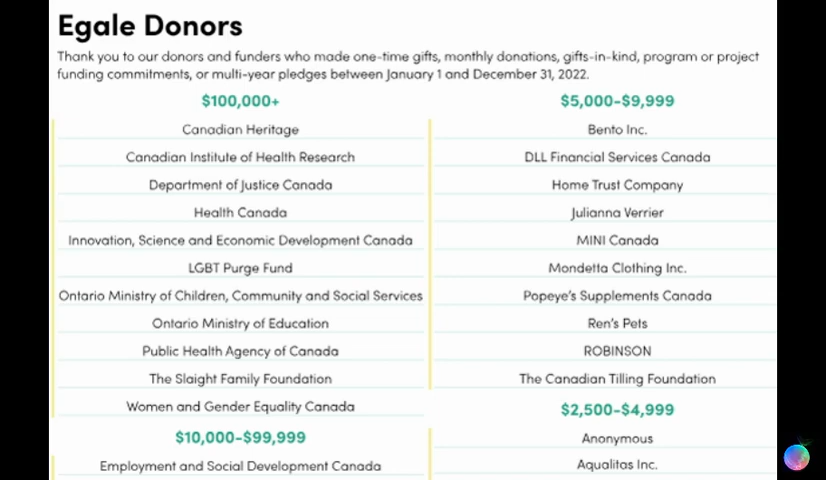 Egale Donors
Thank you to our donors and funders who made one-time gifts, monthly donations, gifts-in-kind, program or project
funding commitments, or multi-year pledges between January 1 and December 31, 2022.
$100,000+
Canadian Heritage
Canadian Institute of Health Research
Department of Justice Canada
Health Canada
Innovation, Science and Economic Development Canada
LGBT Purge Fund
Ontario Ministry of Children, Community and Social Services
Ontario Ministry of Education
Public Health Agency of Canada
The Slaight Family Foundation
Women and Gender Equality Canada
$10,000-$99,999
Employment and Social Development Canada
$5,000-$9,999
Bento Inc.
DLL Financial Services Canada
Home Trust Company
Julianna Verrier
MINI Canada
Mondetta Clothing Inc.
Popeye's Supplements Canada
Ren's Pets
ROBINSON
The Canadian Tilling Foundation
$2,500-$4,999
Anonymous
Aqualitas Inc.